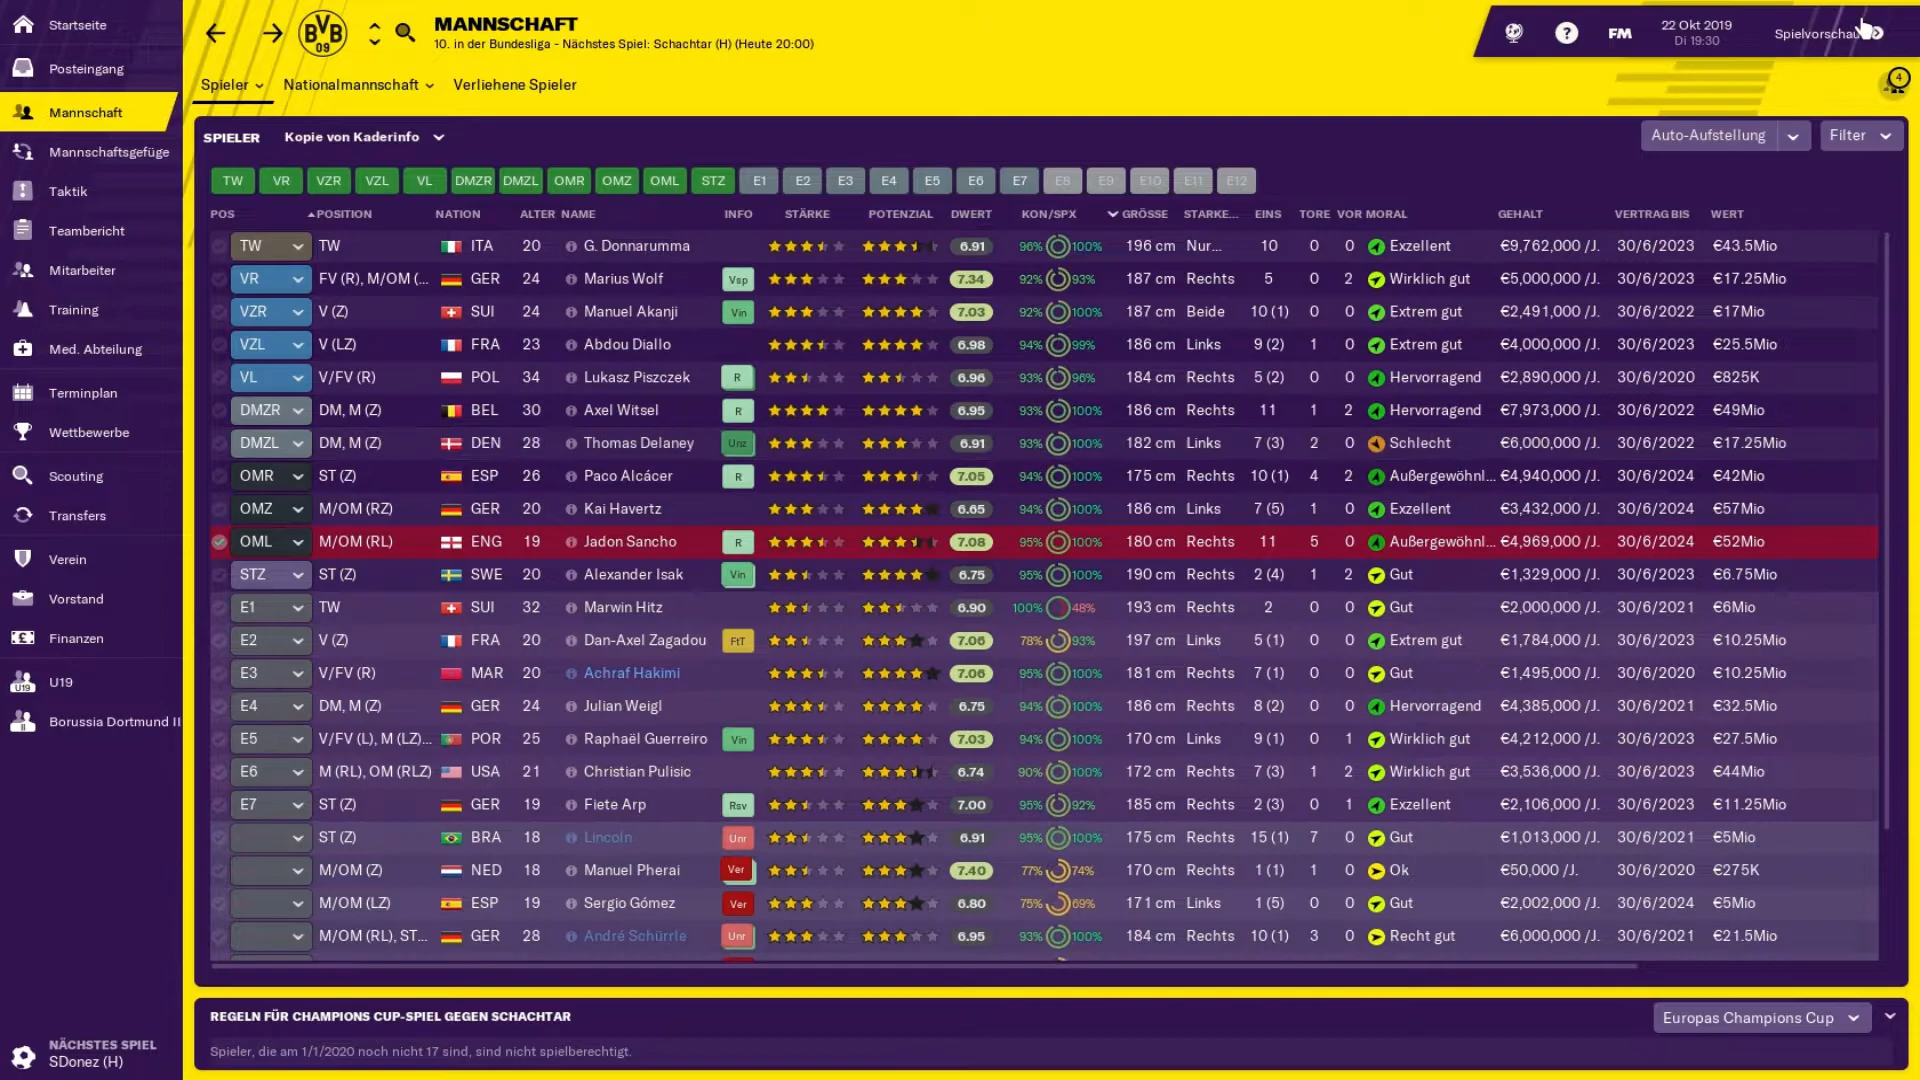 Startseite
Posteingang
Mannschaft
Mannschaftsgefüge
Taktik
Teambericht
Mitarbeiter
Training
Med. Abteilung
Terminplan
Wettbewerbe
Scouting
Transfers
Verein
Vorstand
Finanzen
U19
U19
Borussia Dortmund II
NÄCHSTES SPIEL
SDonez (H)
BVB 09
MANNSCHAFT
10. in der Bundesliga - Nächstes Spiel: Schachtar (H) (Heute 20:00)
FM
22 Okt 2019
Di 19:30
Spielvorschau
4
Spieler Nationalmannschaft Verliehene Spieler
SPIELER Kopie von Kaderinfo Auto-Aufstellung Filter
TW VR VZR VZL VL DMZR DMZL OMR OMZ OML STZ E1 E2 E3 E4 E5 E6 E7 E8 E9 E10 E11 E12
POS POSITION NATION ALTER NAME INFO STÄRKE POTENZIAL DWERT KON/SPX GRÖSSE STARKE... EINS TORE VOR MORAL GEHALT VERTRAG BIS WERT
TW TW ITA 20 G. Donnarumma 6.91 96% 100% 196 cm Nur... 10 0 0 Exzellent €9,762,000 /J. 30/6/2023 €43.5Mio
VR FV (R), M/OM (... GER 24 Marius Wolf Vsp 7.34 92% 93% 187 cm Rechts 5 0 2 Wirklich gut €5,000,000 /J. 30/6/2023 €17.25Mio
VZR V (Z) SUI 24 Manuel Akanji Vin 7.03 92% 100% 187 cm Beide 10 (1) 0 0 Extrem gut €2,491,000 /J. 30/6/2022 €17Mio
VZL V (LZ) FRA 23 Abdou Diallo 6.98 94% 99% 186 cm Links 9 (2) 1 0 Extrem gut €4,000,000 /J. 30/6/2023 €25.5Mio
VL V/FV (R) POL 34 Lukasz Piszczek R 6.96 93% 96% 184 cm Rechts 5 (2) 0 0 Hervorragend €2,890,000 /J. 30/6/2020 €825K
DMZR DM, M (Z) BEL 30 Axel Witsel R 6.95 93% 100% 186 cm Rechts 11 1 2 Hervorragend €7,973,000 /J. 30/6/2022 €49Mio
DMZL DM, M (Z) DEN 28 Thomas Delaney Unz 6.91 93% 100% 182 cm Links 7 (3) 2 0 Schlecht €6,000,000 /J. 30/6/2022 €17.25Mio
OMR ST (Z) ESP 26 Paco Alcácer R 7.05 94% 100% 175 cm Rechts 10 (1) 4 2 Außergewöhnl... €4,940,000 /J. 30/6/2024 €42Mio
OMZ M/OM (RZ) GER 20 Kai Havertz 6.65 94% 100% 186 cm Links 7 (5) 1 0 Exzellent €3,432,000 /J. 30/6/2024 €57Mio
OML M/OM (RL) ENG 19 Jadon Sancho R 7.08 95% 100% 180 cm Rechts 11 5 0 Außergewöhnl... €4,969,000 /J. 30/6/2024 €52Mio
STZ ST (Z) SWE 20 Alexander Isak Vin 6.75 95% 100% 190 cm Rechts 2 (4) 1 2 Gut €1,329,000 /J. 30/6/2023 €6.75Mio
E1 TW SUI 32 Marwin Hitz 6.90 100% 48% 193 cm Rechts 2 0 0 Gut €2,000,000 /J. 30/6/2021 €6Mio
E2 V (Z) FRA 20 Dan-Axel Zagadou FtT 7.06 78% 93% 197 cm Links 5 (1) 0 0 Extrem gut €1,784,000 /J. 30/6/2023 €10.25Mio
E3 V/FV (R) MAR 20 Achraf Hakimi 7.06 95% 100% 181 cm Rechts 7 (1) 0 0 Gut €1,495,000 /J. 30/6/2020 €10.25Mio
E4 DM, M (Z) GER 24 Julian Weigl 6.75 94% 100% 186 cm Rechts 8 (2) 0 0 Hervorragend €4,385,000 /J. 30/6/2021 €32.5Mio
E5 V/FV (L), M (LZ)... POR 25 Raphaël Guerreiro Vin 7.03 94% 100% 170 cm Links 9 (1) 0 1 Wirklich gut €4,212,000 /J. 30/6/2023 €27.5Mio
E6 M (RL), OM (RLZ) USA 21 Christian Pulisic 6.74 90% 100% 172 cm Rechts 7 (3) 1 2 Wirklich gut €3,536,000 /J. 30/6/2023 €44Mio
E7 ST (Z) GER 19 Fiete Arp Rsv 7.00 95% 92% 185 cm Rechts 2 (3) 0 1 Exzellent €2,106,000 /J. 30/6/2023 €11.25Mio
ST (Z) BRA 18 Lincoln Unr 6.91 95% 100% 175 cm Rechts 15 (1) 7 0 Gut €1,013,000 /J. 30/6/2021 €5Mio
M/OM (Z) NED 18 Manuel Pherai Ver 7.40 77% 74% 170 cm Rechts 1 (1) 1 0 Ok €50,000 /J. 30/6/2020 €275K
M/OM (LZ) ESP 19 Sergio Gómez Ver 6.80 75% 69% 171 cm Links 1 (5) 0 0 Gut €2,002,000 /J. 30/6/2024 €5Mio
M/OM (RL), ST... GER 28 André Schürrle Unr 6.95 93% 100% 184 cm Rechts 10 (1) 3 0 Recht gut €6,000,000 /J. 30/6/2021 €21.5Mio
REGELN FÜR CHAMPIONS CUP-SPIEL GEGEN SCHACHTAR Europas Champions Cup
Spieler, die am 1/1/2020 noch nicht 17 sind, sind nicht spielberechtigt.